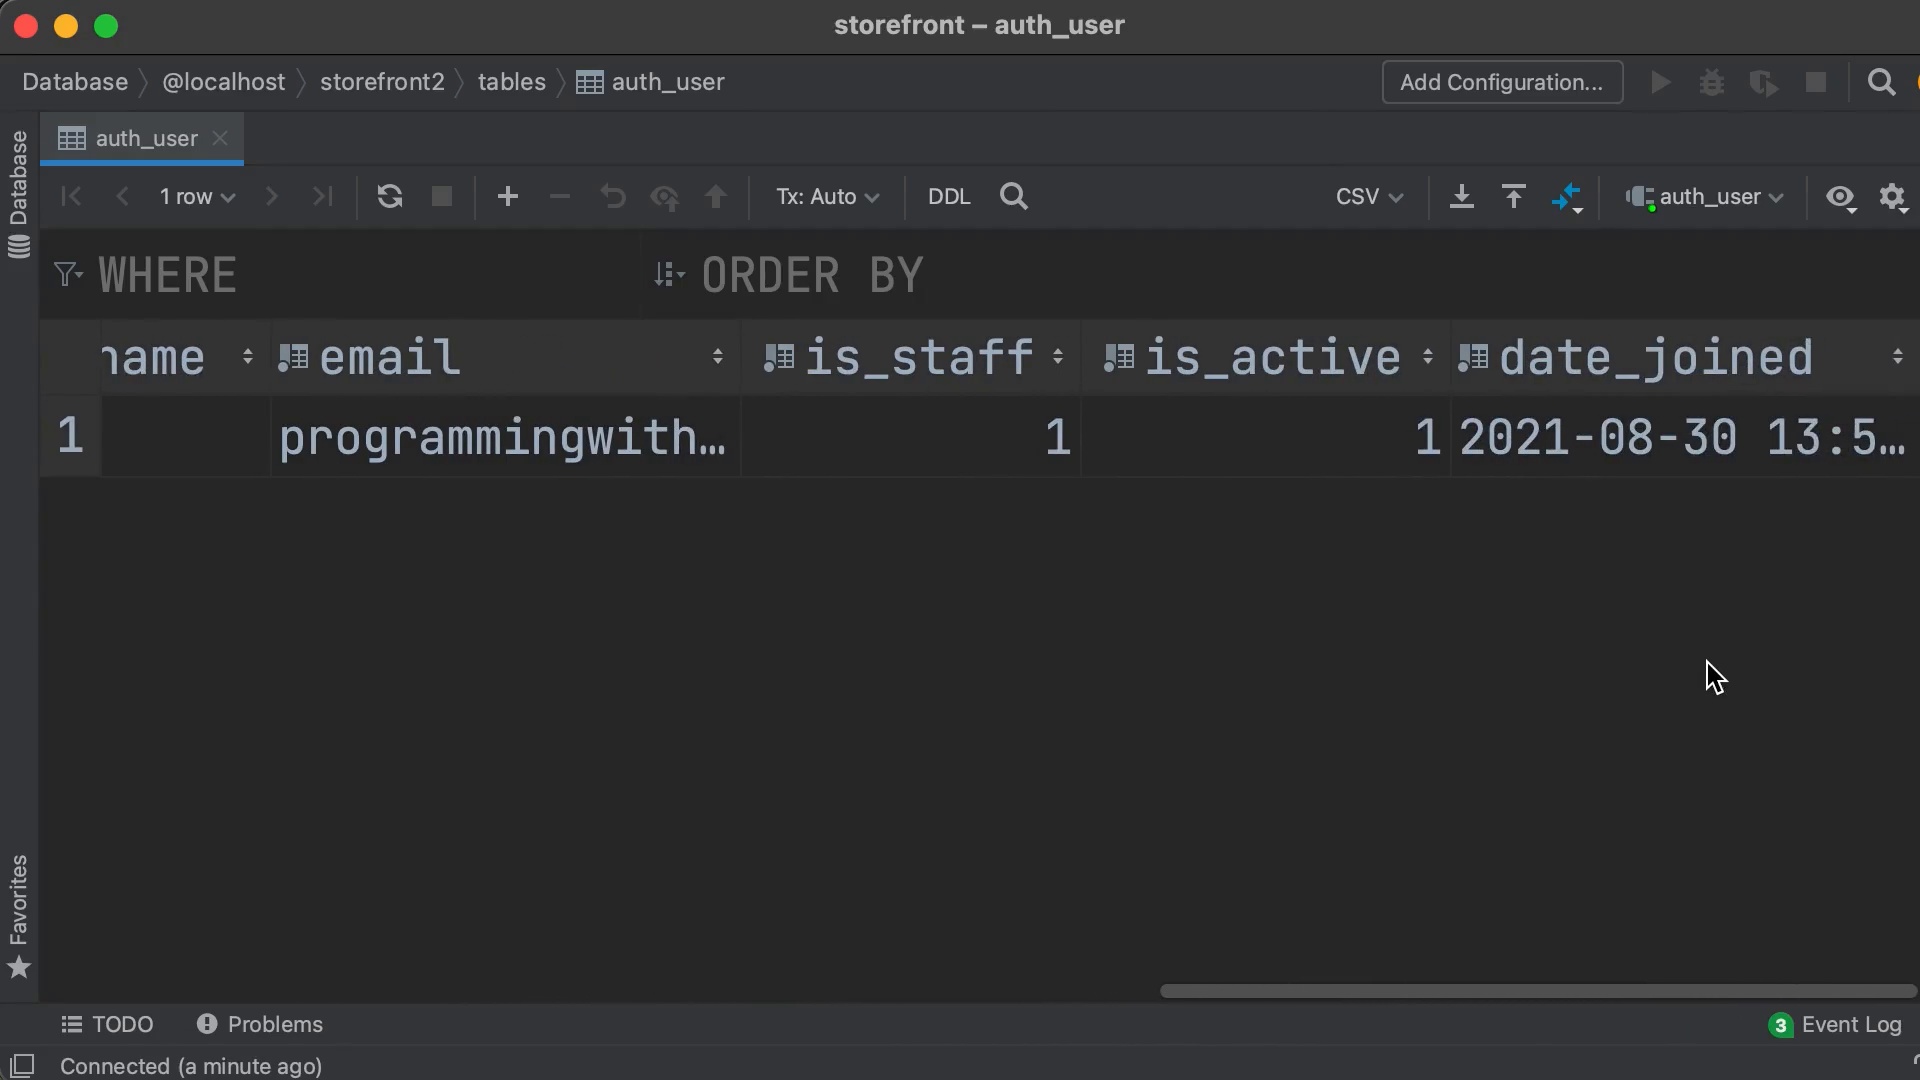 storefront – auth_user
Database @localhost storefront2 tables auth_user
Add Configuration...
auth_user
Database
1 row
Tx: Auto
DDL
CSV
auth_user
WHERE
ORDER BY
name email is_staff is_active date_joined
1 programmingwith… 1 1 2021-08-30 13:5…
Favorites
TODO
Problems
3 Event Log
Connected (a minute ago)